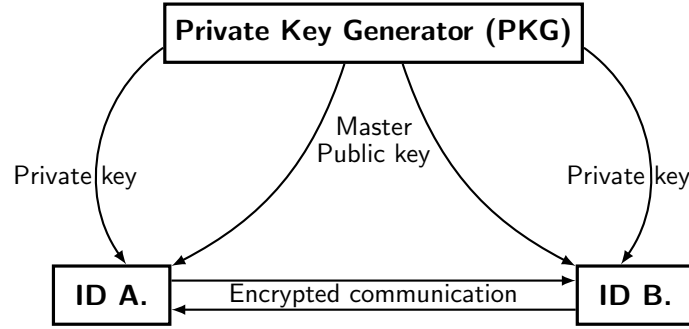 Private Key Generator (PKG)
Master
Public key
Private key
Private key
ID A.
Encrypted communication
ID B.